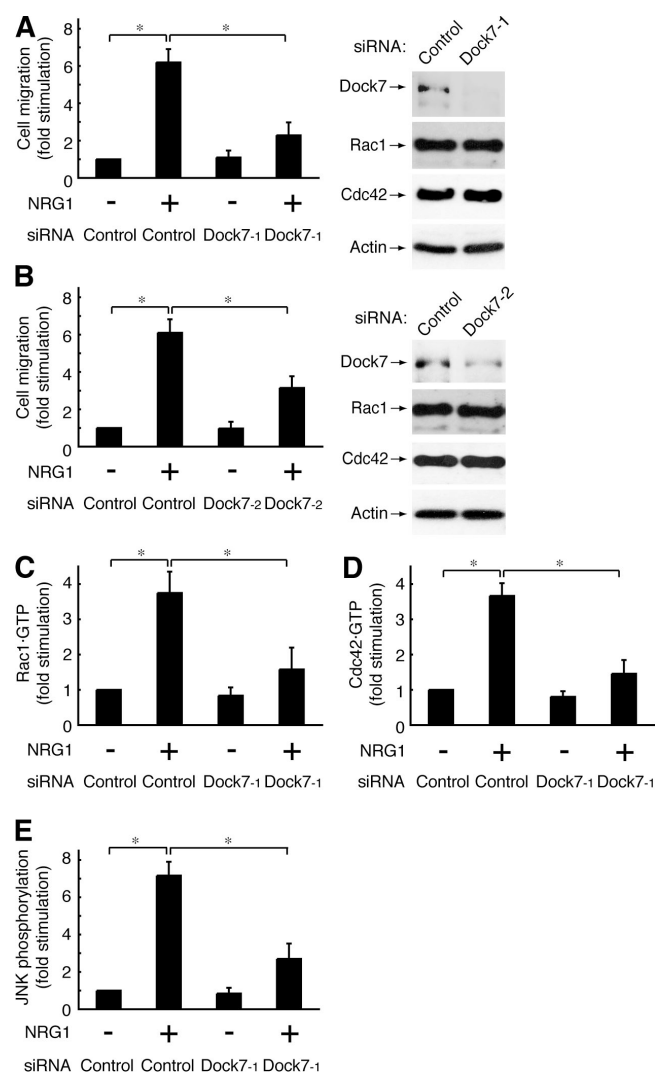 A
Cell migration
(fold stimulation)
8
6
4
2
0
*
*
NRG1 - + - +
siRNA Control Control Dock7-1 Dock7-1
siRNA: Control Dock7-1
Dock7
Rac1
Cdc42
Actin
B
Cell migration
(fold stimulation)
8
6
4
2
0
*
*
NRG1 - + - +
siRNA Control Control Dock7-2 Dock7-2
siRNA: Control Dock7-2
Dock7
Rac1
Cdc42
Actin
C
Rac1·GTP
(fold stimulation)
4
3
2
1
0
*
*
NRG1 - + - +
siRNA Control Control Dock7-1 Dock7-1
D
Cdc42·GTP
(fold stimulation)
4
3
2
1
0
*
*
NRG1 - + - +
siRNA Control Control Dock7-1 Dock7-1
E
JNK phosphorylation
(fold stimulation)
8
6
4
2
0
*
*
NRG1 - + - +
siRNA Control Control Dock7-1 Dock7-1